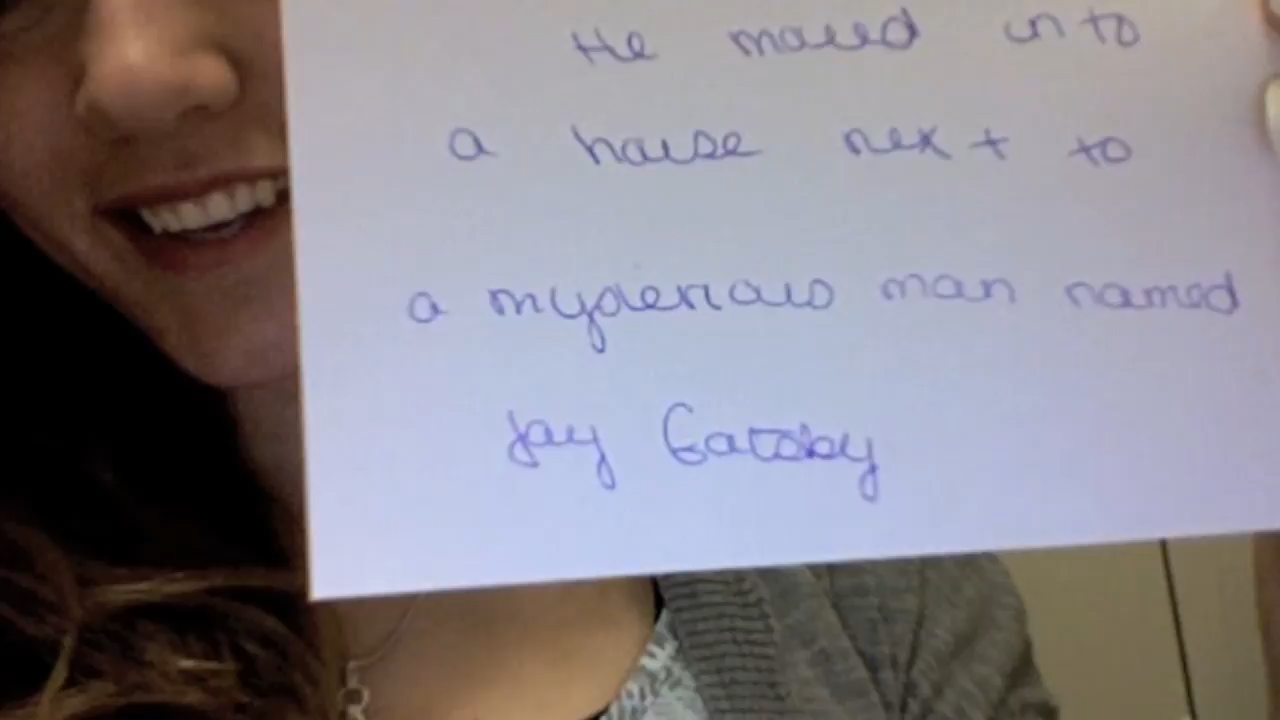 He moved into
a house next to
a mysterious man named
Jay Gatsby